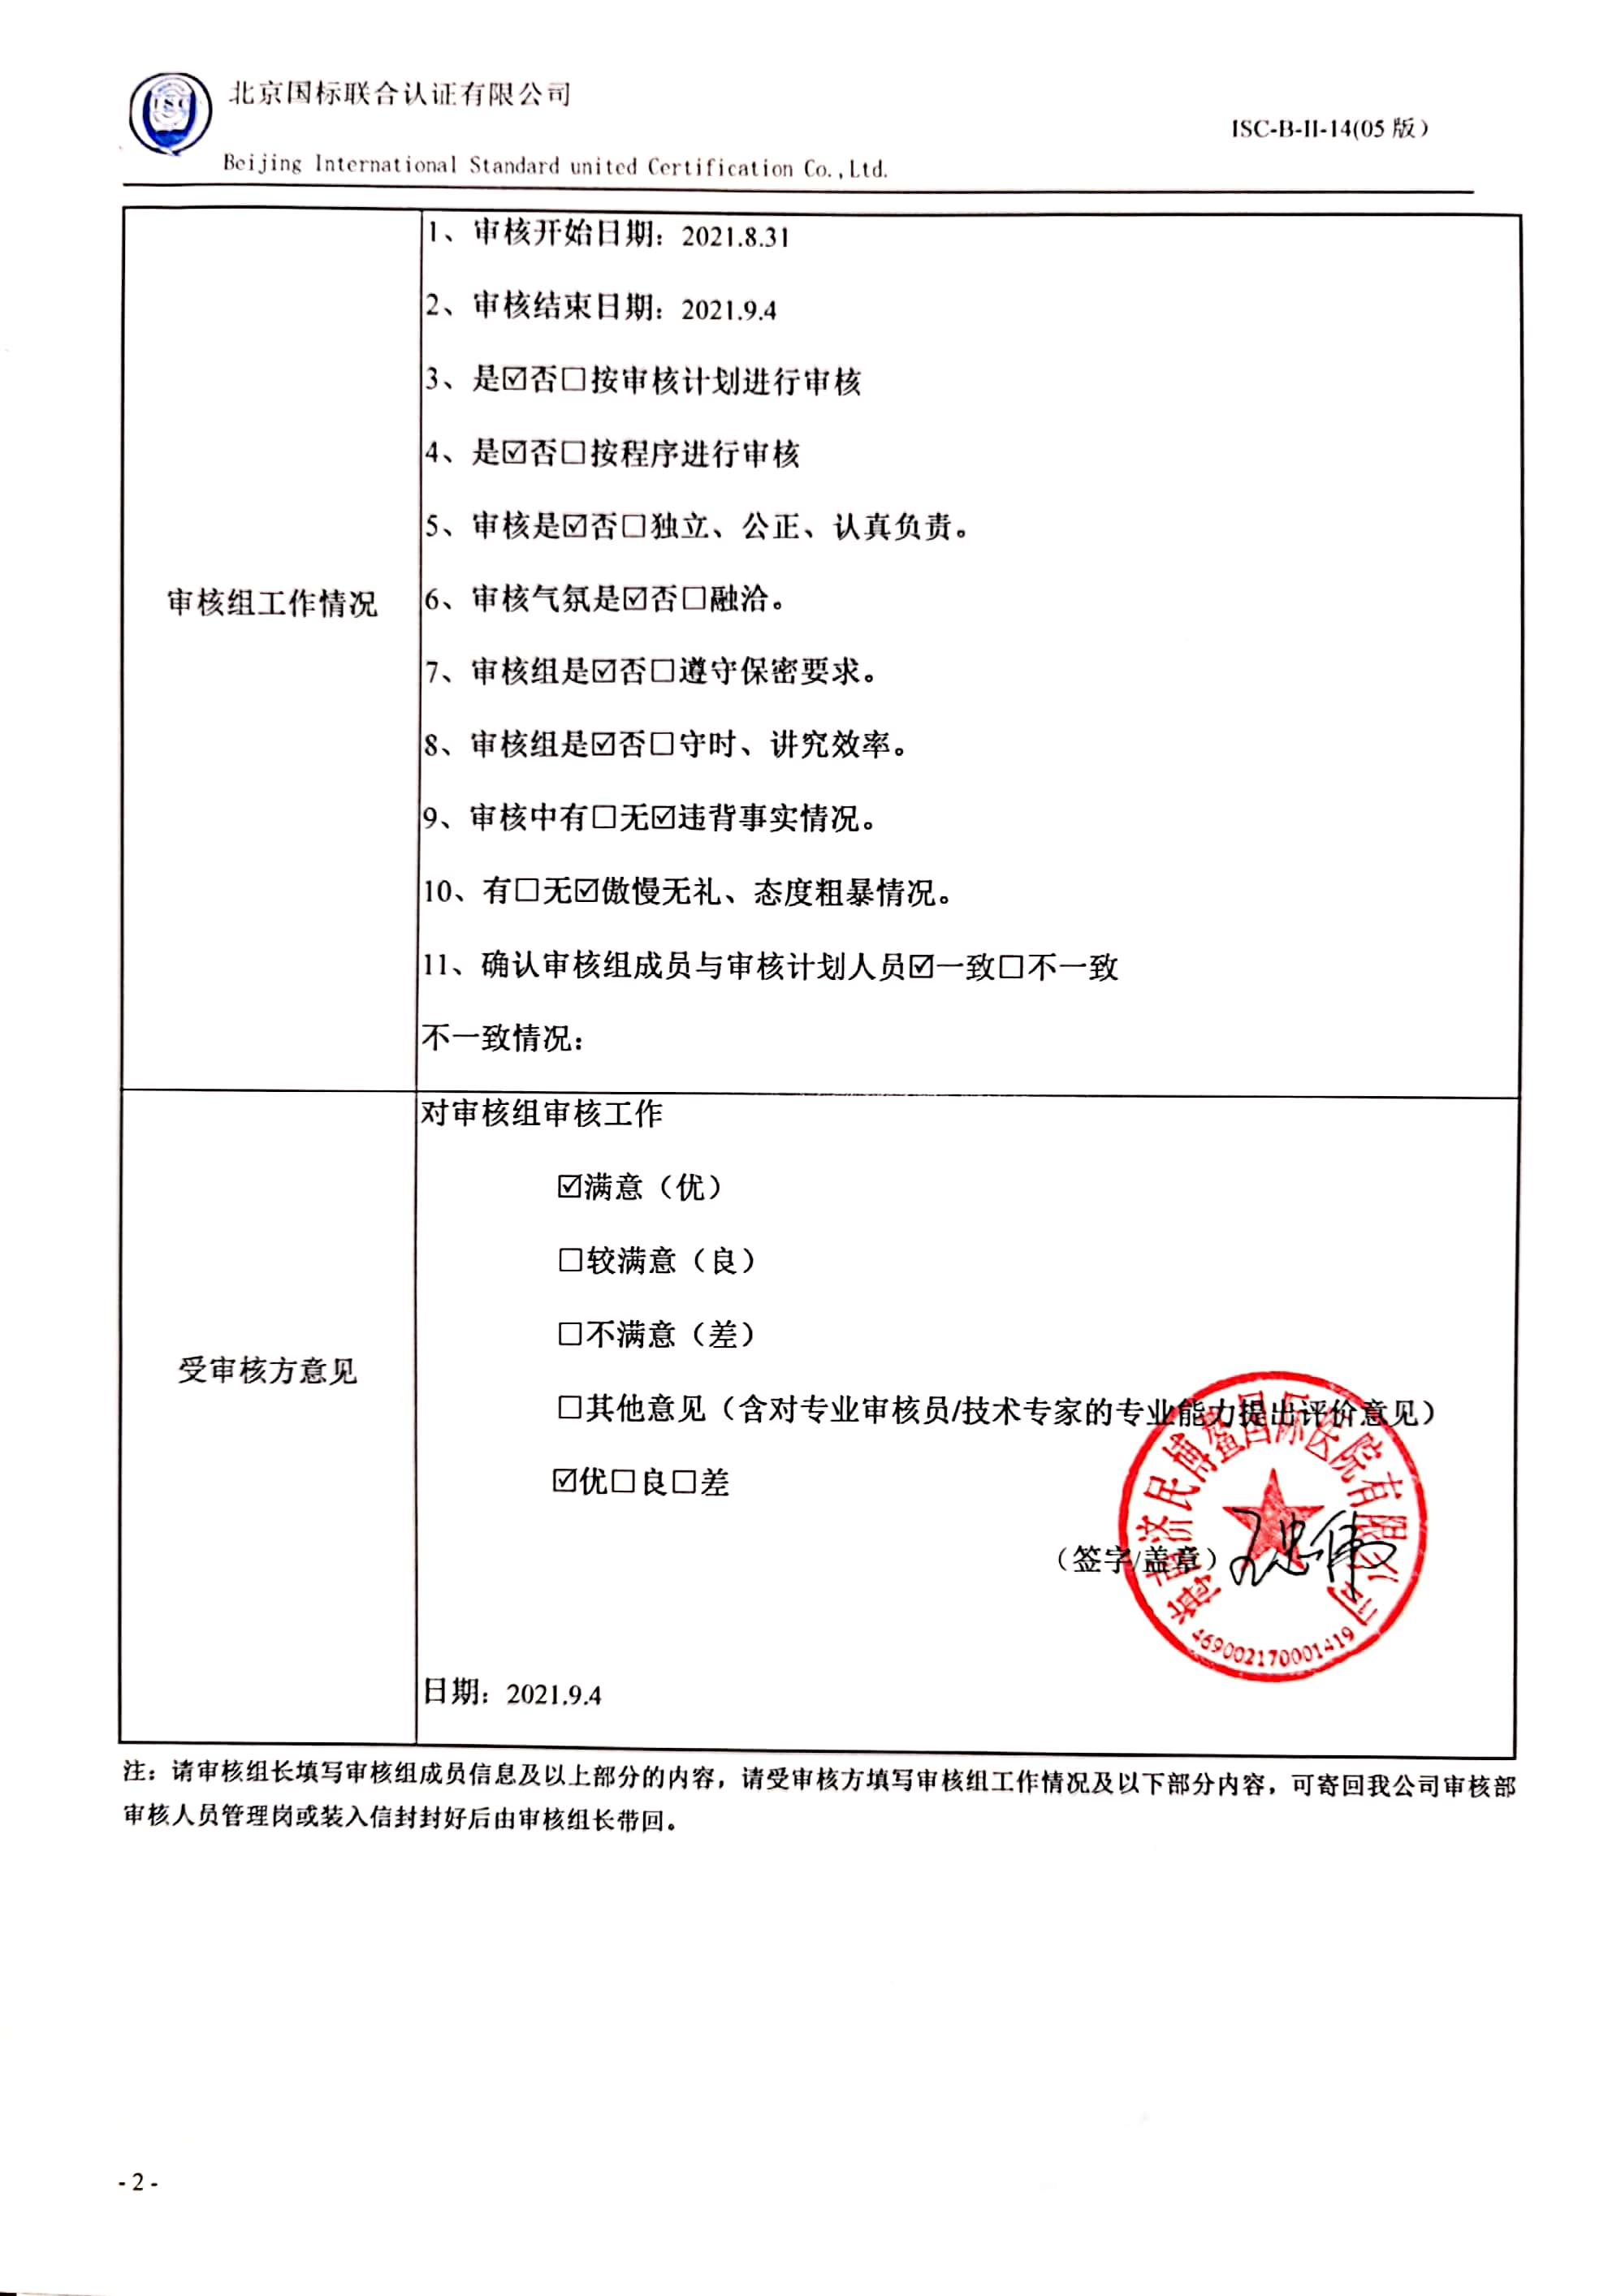 ISC
北京国标联合认证有限公司
ISC-B-II-14(05 版)
Beijing International Standard united Certification Co.,Ltd.
审核组工作情况
1、审核开始日期：2021.8.31
2、审核结束日期：2021.9.4
3、是☑否□按审核计划进行审核
4、是☑否□按程序进行审核
5、审核是☑否□独立、公正、认真负责。
6、审核气氛是☑否□融洽。
7、审核组是☑否□遵守保密要求。
8、审核组是☑否□守时、讲究效率。
9、审核中有□无☑违背事实情况。
10、有□无☑傲慢无礼、态度粗暴情况。
11、确认审核组成员与审核计划人员☑一致□不一致
不一致情况：
受审核方意见
对审核组审核工作
☑满意（优）
□较满意（良）
□不满意（差）
□其他意见（含对专业审核员/技术专家的专业能力提出评价意见）
☑优□良□差
（签字/盖章）
济民博鳌国际医院有限公司
469002170001419
日期：2021.9.4
注：请审核组长填写审核组成员信息及以上部分的内容，请受审核方填写审核组工作情况及以下部分内容，可寄回我公司审核部
审核人员管理岗或装入信封封好后由审核组长带回。
- 2 -